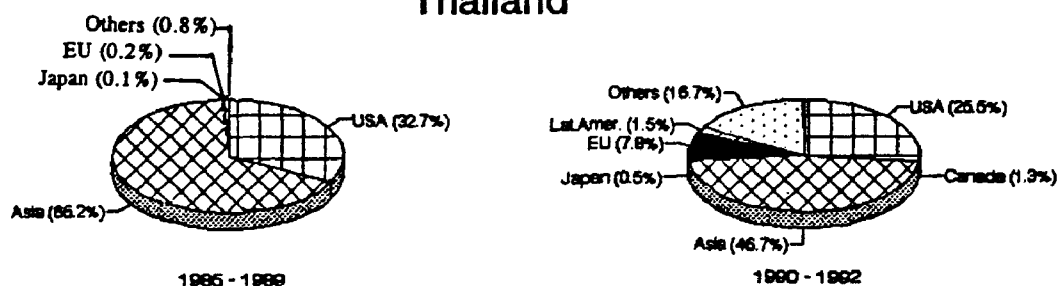 Thailand
Others (0.8%)
EU (0.2%)
Japan (0.1%)
USA (32.7%)
Asia (66.2%)
1985 - 1989
Others (16.7%)
Lat.Amer. (1.5%)
EU (7.8%)
Japan (0.5%)
USA (25.5%)
Canada (1.3%)
Asia (46.7%)
1990 - 1992